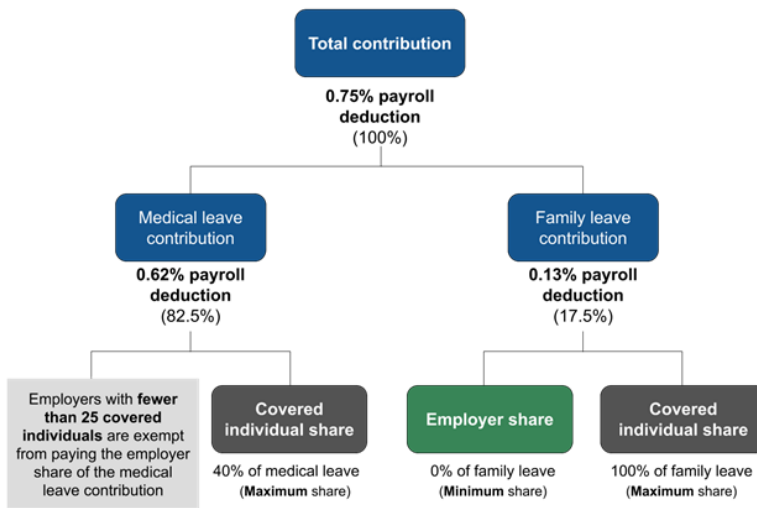 Total contribution
0.75% payroll
deduction
(100%)
Medical leave
contribution
0.62% payroll
deduction
(82.5%)
Family leave
contribution
0.13% payroll
deduction
(17.5%)
Employers with fewer
than 25 covered
individuals are exempt
from paying the employer
share of the medical
leave contribution
Covered
individual share
40% of medical leave
(Maximum share)
Employer share
0% of family leave
(Minimum share)
Covered
individual share
100% of family leave
(Maximum share)